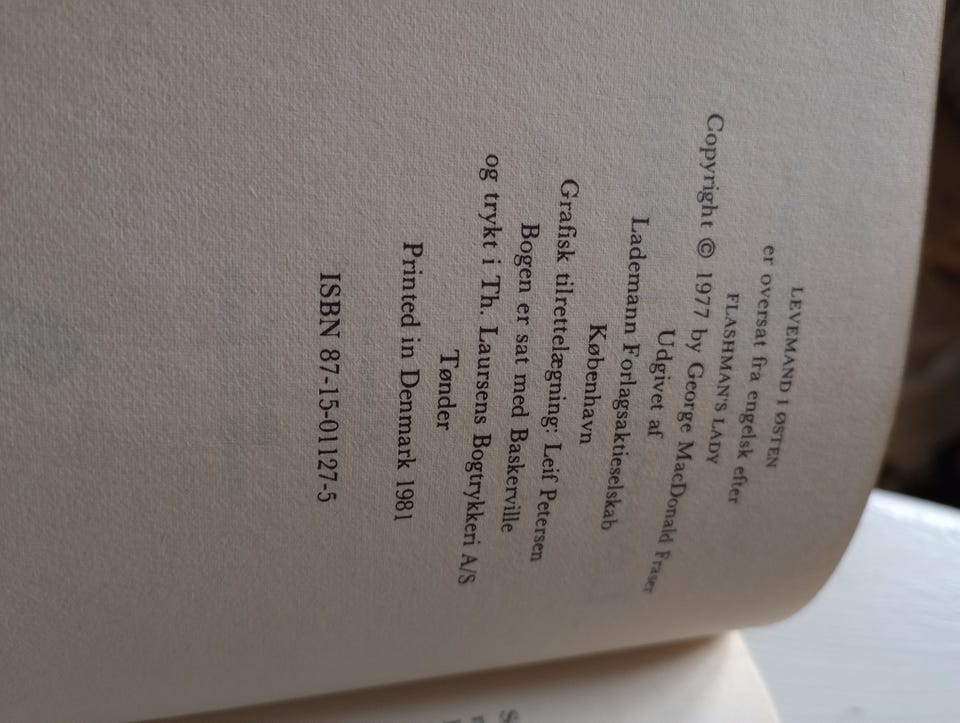 LEVEMAND I ØSTEN
er oversat fra engelsk efter
FLASHMAN'S LADY
Copyright © 1977 by George MacDonald Fraser
Udgivet af
Lademann Forlagsaktieselskab
København
Grafisk tilrettelægning: Leif Petersen
Bogen er sat med Baskerville
og trykt i Th. Laursens Bogtrykkeri A/S
Tønder
Printed in Denmark 1981
ISBN 87-15-01127-5